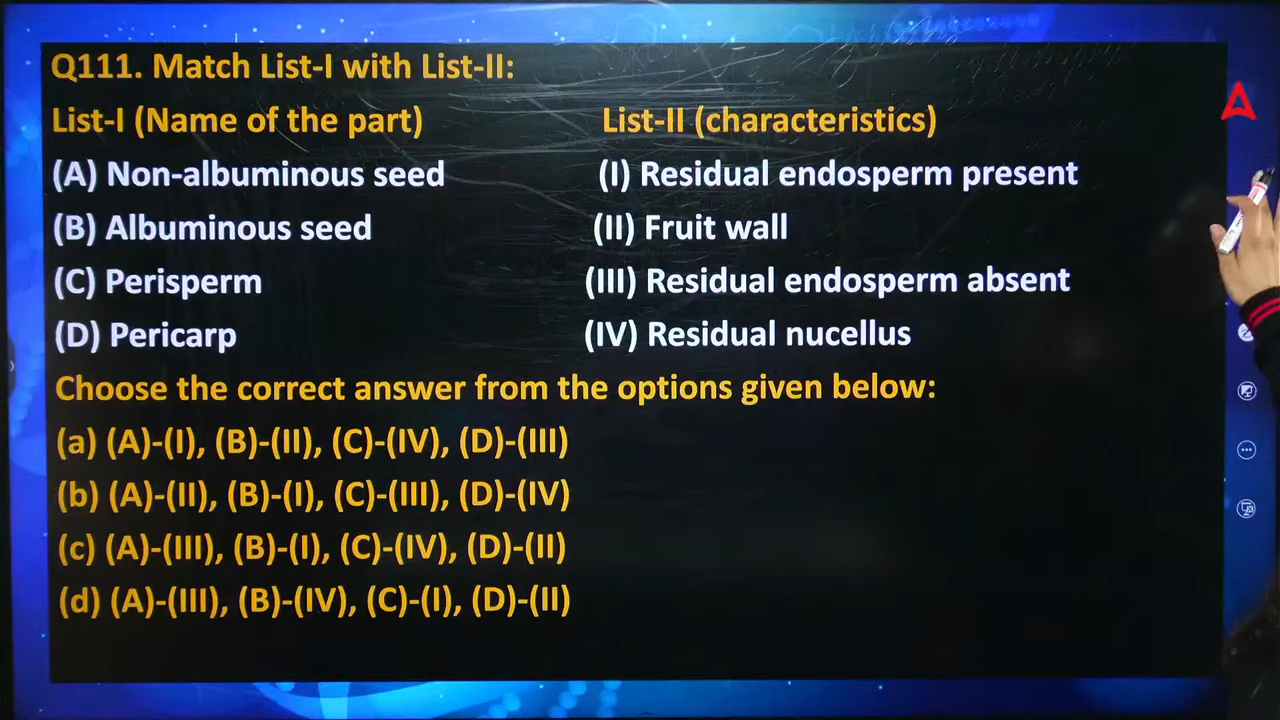 Q111. Match List-I with List-II:
List-I (Name of the part) List-II (characteristics)
(A) Non-albuminous seed (I) Residual endosperm present
(B) Albuminous seed (II) Fruit wall
(C) Perisperm (III) Residual endosperm absent
(D) Pericarp (IV) Residual nucellus
Choose the correct answer from the options given below:
(a) (A)-(I), (B)-(II), (C)-(IV), (D)-(III)
(b) (A)-(II), (B)-(I), (C)-(III), (D)-(IV)
(c) (A)-(III), (B)-(I), (C)-(IV), (D)-(II)
(d) (A)-(III), (B)-(IV), (C)-(I), (D)-(II)